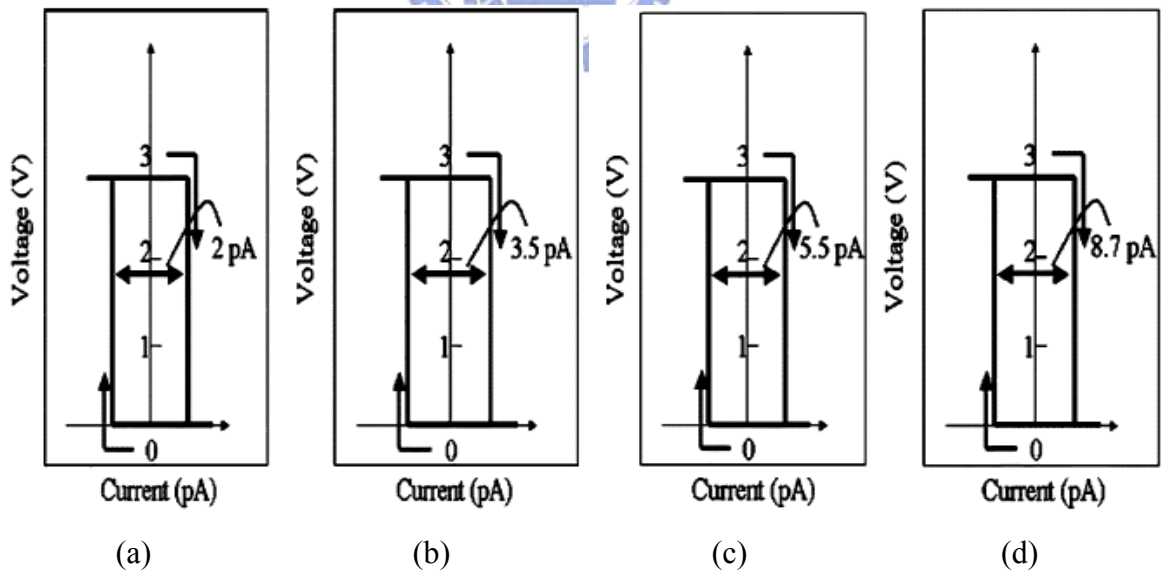 Voltage (V)
3
2
1
0
2 pA
Current (pA)
(a)
Voltage (V)
3
2
1
0
3.5 pA
Current (pA)
(b)
Voltage (V)
3
2
1
0
5.5 pA
Current (pA)
(c)
Voltage (V)
3
2
1
0
8.7 pA
Current (pA)
(d)